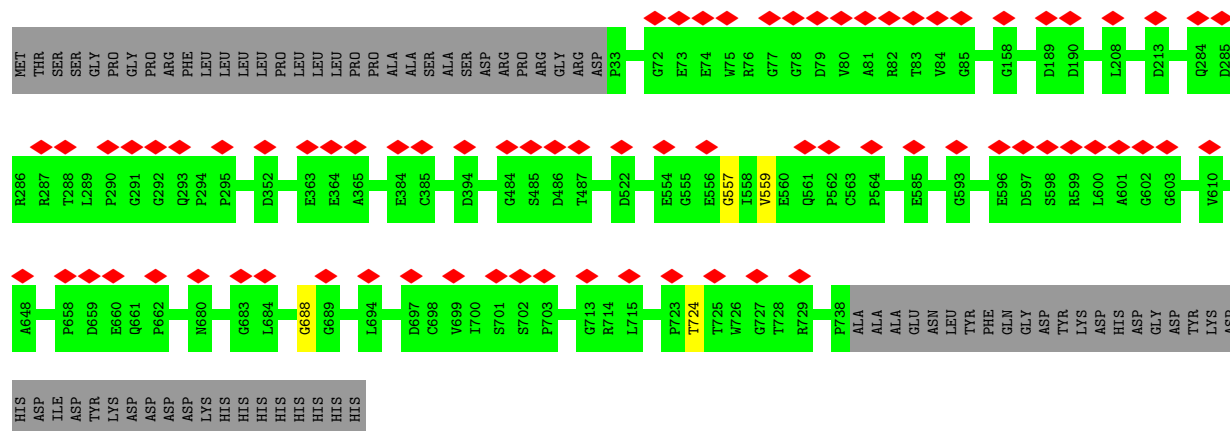 MET THR SER SER GLY PRO GLY PRO ARG PHE LEU LEU LEU LEU PRO LEU LEU LEU PRO PRO ALA ALA SER ALA SER ASP ARG PRO ARG GLY ARG ASP P33 G72 E73 E74 W75 R76 G77 G78 D79 V80 A81 R82 T83 V84 G85 G158 D189 D190 L208 D213 Q284 D285
R286 R287 T288 L289 P290 G291 G292 Q293 P294 P295 D352 E363 E364 A365 E384 C385 D394 G484 S485 D486 T487 D522 E554 G555 E556 G557 I558 V559 E560 Q561 P562 C563 P564 E585 G593 E596 D597 S598 R599 L600 A601 G602 G603 V610
A648 P658 D659 E660 Q661 P662 N680 G683 L684 G688 G689 L694 D697 C698 V699 I700 S701 S702 P703 G713 R714 L715 P723 T724 T725 W726 G727 T728 R729 P738 ALA ALA ALA GLU ASN LEU TYR PHE GLN GLY ASP TYR LYS ASP HIS ASP GLY ASP TYR LYS ASP
HIS ASP ILE ASP TYR LYS ASP ASP ASP ASP LYS HIS HIS HIS HIS HIS HIS HIS HIS